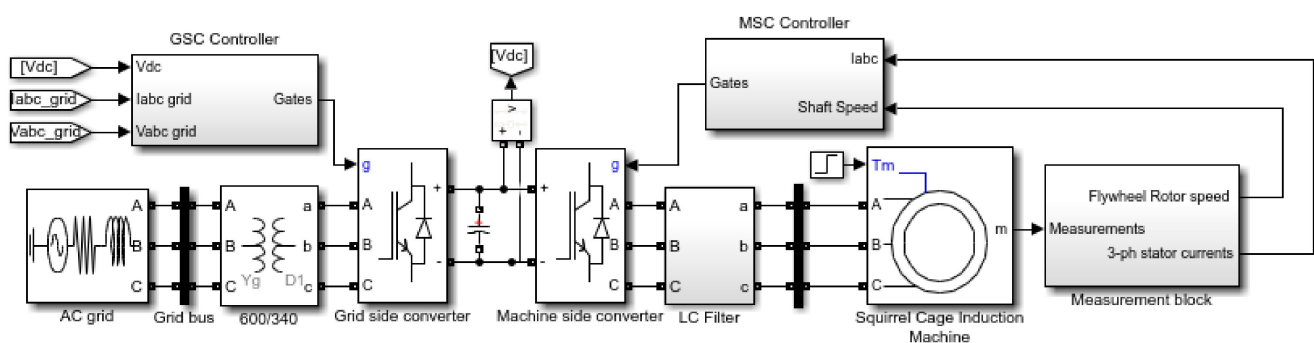 MSC Controller
GSC Controller
[Vdc]
Vdc
Iabc_grid
Iabc grid
Vabc_grid
Vabc grid
Gates
[Vdc]
v
+ -
Iabc
Gates
Shaft Speed
A
B
C
A
B
C
a
b
c
Yg D1
g
A
B
C
+
-
+
-
g
A
B
C
A
B
C
a
b
c
Tm
A
B
C
m
Flywheel Rotor speed
Measurements
3-ph stator currents
AC grid
Grid bus
600/340
Grid side converter
Machine side converter
LC Filter
Squirrel Cage Induction
Machine
Measurement block